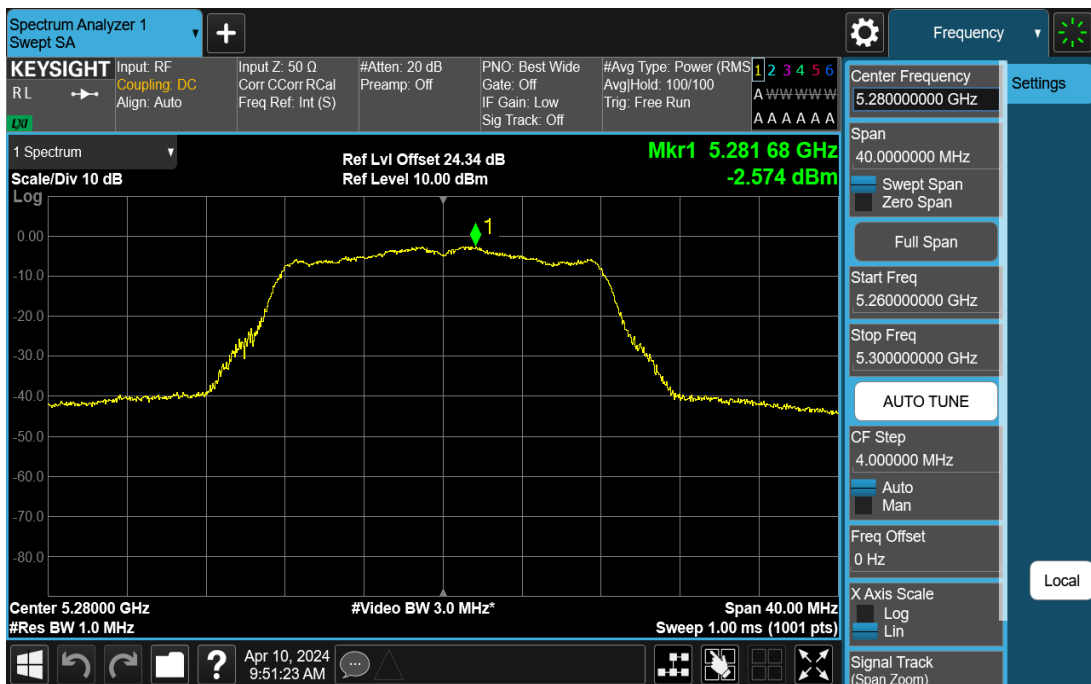 Spectrum Analyzer 1
Swept SA
+
Frequency
KEYSIGHT
RL
LXI
Input: RF
Coupling: DC
Align: Auto
Input Z: 50 Ω
Corr CCorr RCal
Freq Ref: Int (S)
#Atten: 20 dB
Preamp: Off
PNO: Best Wide
Gate: Off
IF Gain: Low
Sig Track: Off
#Avg Type: Power (RMS
Avg|Hold: 100/100
Trig: Free Run
1 2 3 4 5 6
A W W W W W
A A A A A A
1 Spectrum
Scale/Div 10 dB
Ref Lvl Offset 24.34 dB
Ref Level 10.00 dBm
Mkr1 5.281 68 GHz
-2.574 dBm
Log
1
0.00
-10.0
-20.0
-30.0
-40.0
-50.0
-60.0
-70.0
-80.0
Center 5.28000 GHz
#Res BW 1.0 MHz
#Video BW 3.0 MHz*
Span 40.00 MHz
Sweep 1.00 ms (1001 pts)
Center Frequency
5.280000000 GHz
Span
40.0000000 MHz
Swept Span
Zero Span
Full Span
Start Freq
5.260000000 GHz
Stop Freq
5.300000000 GHz
AUTO TUNE
CF Step
4.000000 MHz
Auto
Man
Freq Offset
0 Hz
X Axis Scale
Log
Lin
Signal Track
(Span Zoom)
Settings
Local
?
Apr 10, 2024
9:51:23 AM